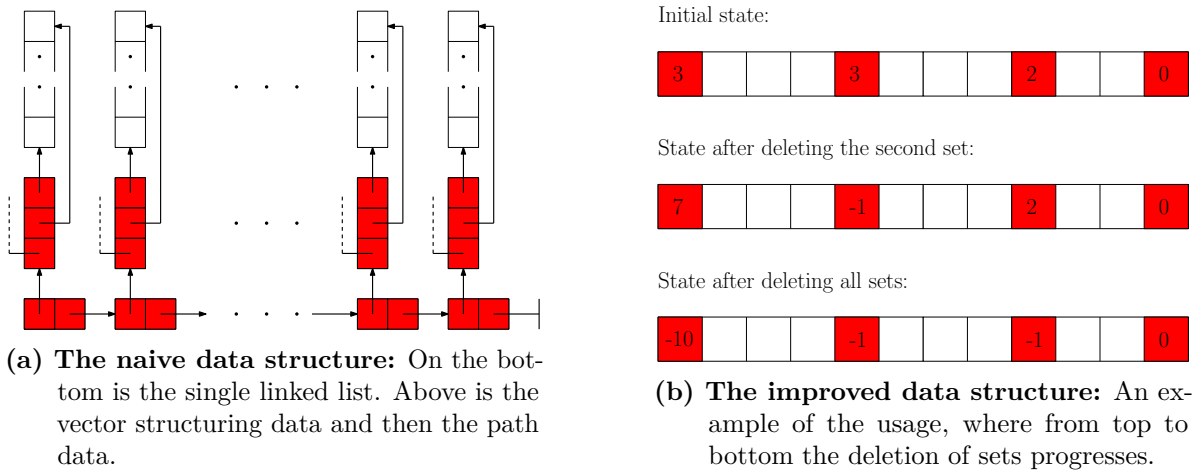 Initial state:
3 3 2 0
State after deleting the second set:
7 -1 2 0
State after deleting all sets:
-10 -1 -1 0
(a) The naive data structure: On the bot-
tom is the single linked list. Above is the
vector structuring data and then the path
data.
(b) The improved data structure: An ex-
ample of the usage, where from top to
bottom the deletion of sets progresses.